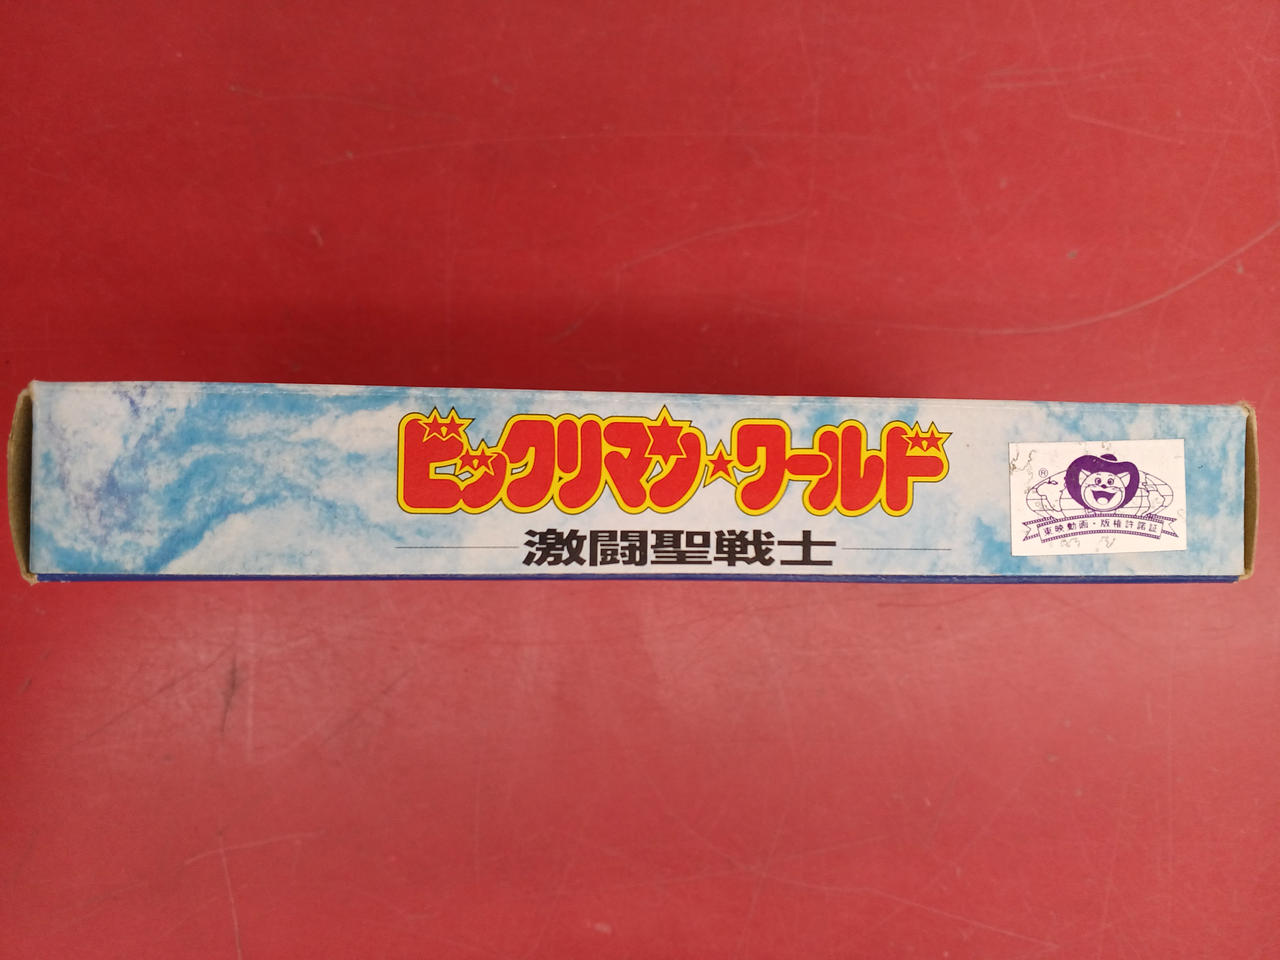 ビックリマン★ワールド
激闘聖戦士
®
東映動画・版権許諾証